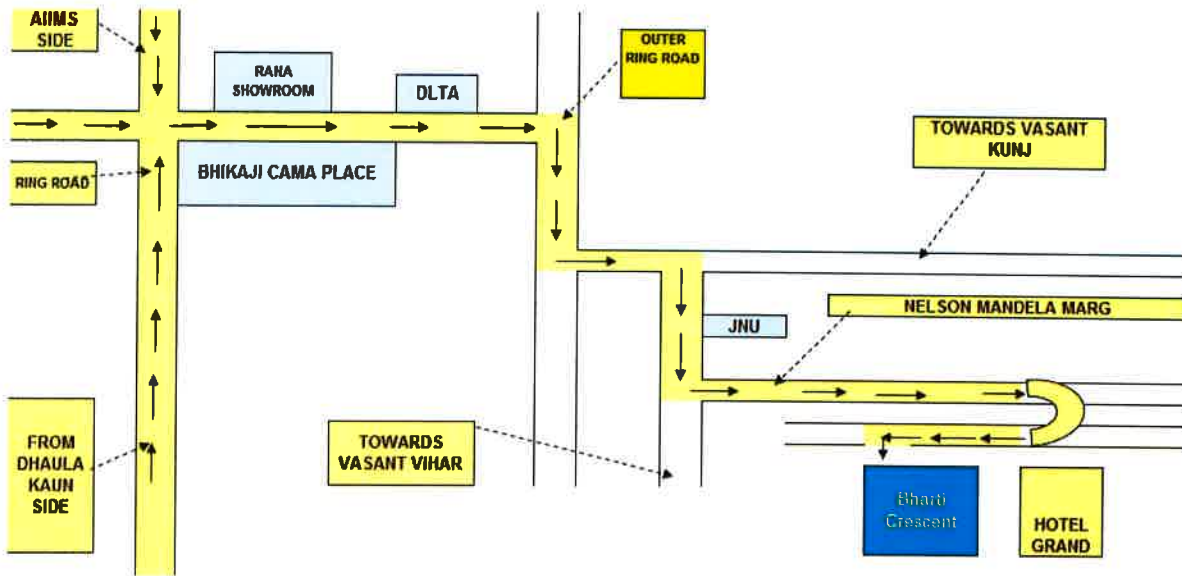 AIIMS
SIDE
OUTER
RING ROAD
RAHA
SHOWROOM
DLTA
TOWARDS VASANT
KUNJ
RING ROAD
BHIKAJI CAMA PLACE
NELSON MANDELA MARG
JNU
FROM
DHAULA
KAUN
SIDE
TOWARDS
VASANT VIHAR
Bharti
Crescent
HOTEL
GRAND